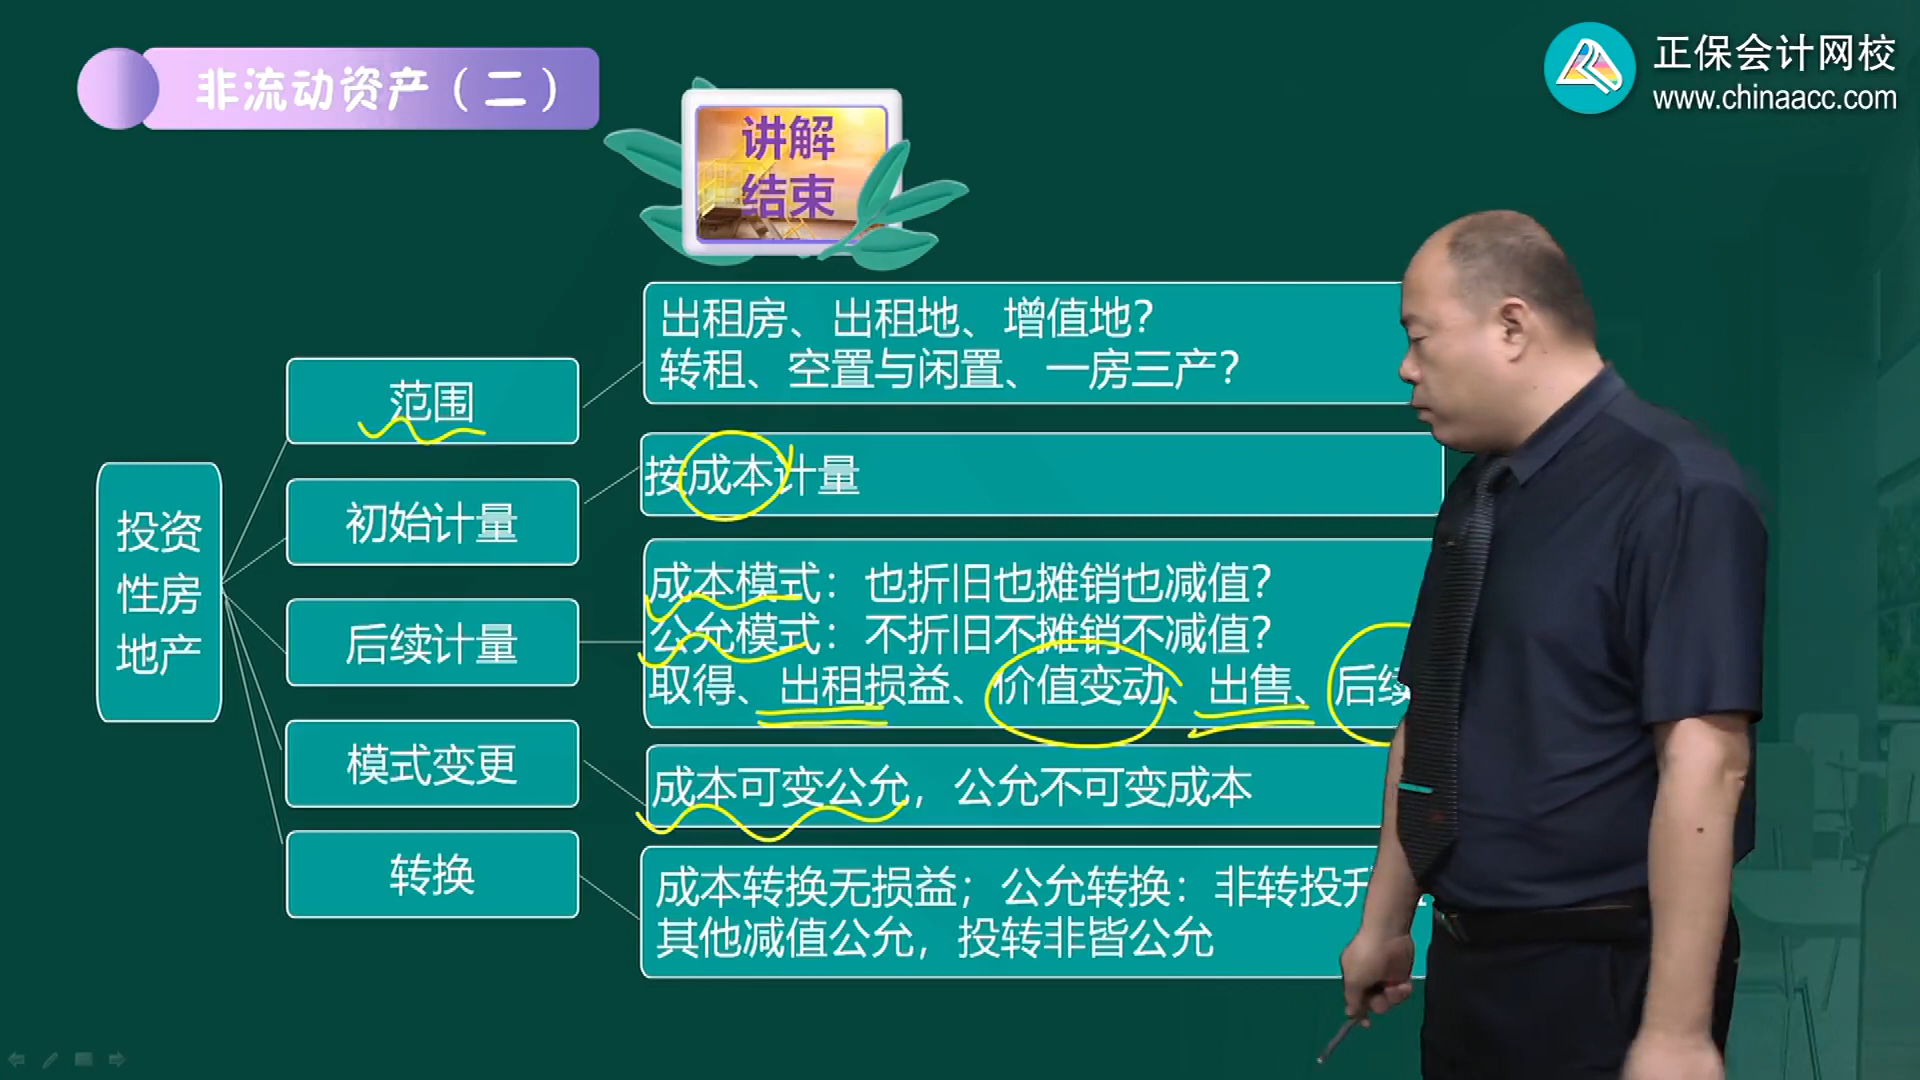 非流动资产（二）
讲解
结束
正保会计网校
www.chinaacc.com
投资
性房
地产
范围
出租房、出租地、增值地？
转租、空置与闲置、一房三产？
初始计量
按成本计量
后续计量
成本模式：也折旧也摊销也减值？
公允模式：不折旧不摊销不减值？
取得、出租损益、价值变动、出售、后续
模式变更
成本可变公允，公允不可变成本
转换
成本转换无损益；公允转换：非转投升
其他减值公允，投转非皆公允